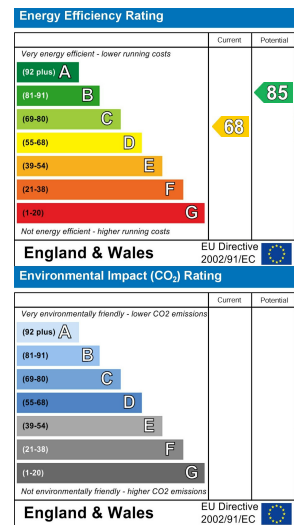 Energy Efficiency Rating
Current Potential
Very energy efficient - lower running costs
(92 plus) A
(81-91) B
(69-80) C
(55-68) D
(39-54) E
(21-38) F
(1-20) G
68
85
Not energy efficient - higher running costs
England & Wales
EU Directive
2002/91/EC
Environmental Impact (CO₂) Rating
Current Potential
Very environmentally friendly - lower CO2 emissions
(92 plus) A
(81-91) B
(69-80) C
(55-68) D
(39-54) E
(21-38) F
(1-20) G
Not environmentally friendly - higher CO2 emissions
England & Wales
EU Directive
2002/91/EC